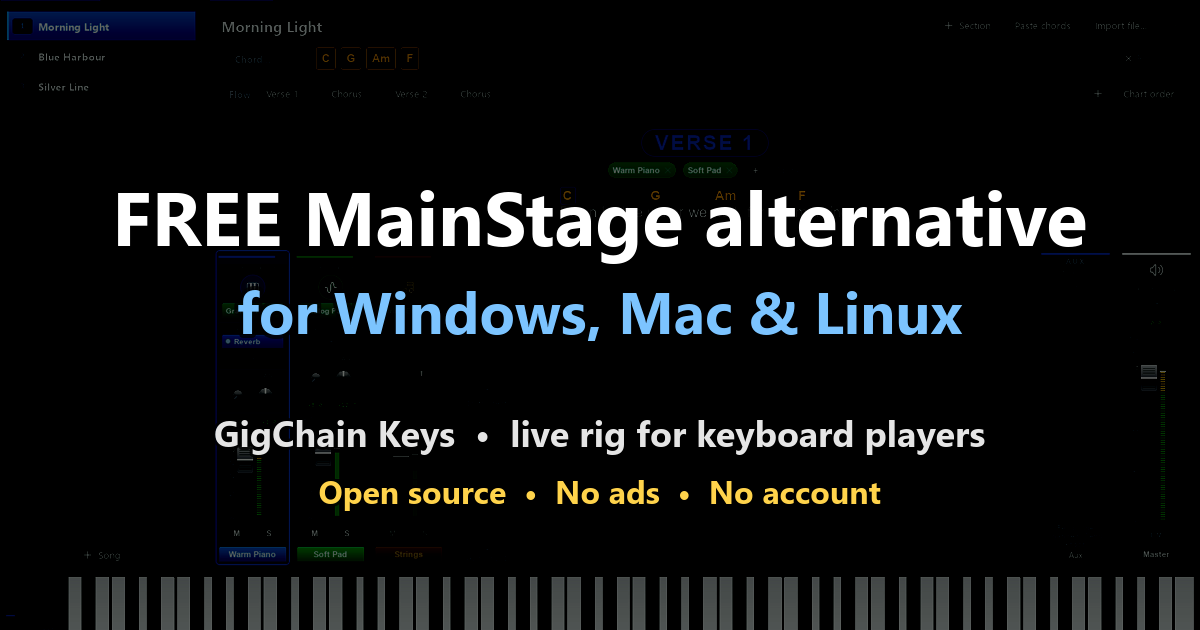 Morning Light
Morning Light
+ Section
Paste chords
Import file...
Blue Harbour
Chord
C G Am F
×
Silver Line
Flow
Verse 1
Chorus
Verse 2
Chorus
+
Chart order
VERSE 1
Warm Piano
Soft Pad
+
C G Am F
we
FREE MainStage alternative
for Windows, Mac & Linux
Reverb
GigChain Keys • live rig for keyboard players
Open source • No ads • No account
M S
M S
+ Song
Warm Piano
Soft Pad
Strings
Aux
Master